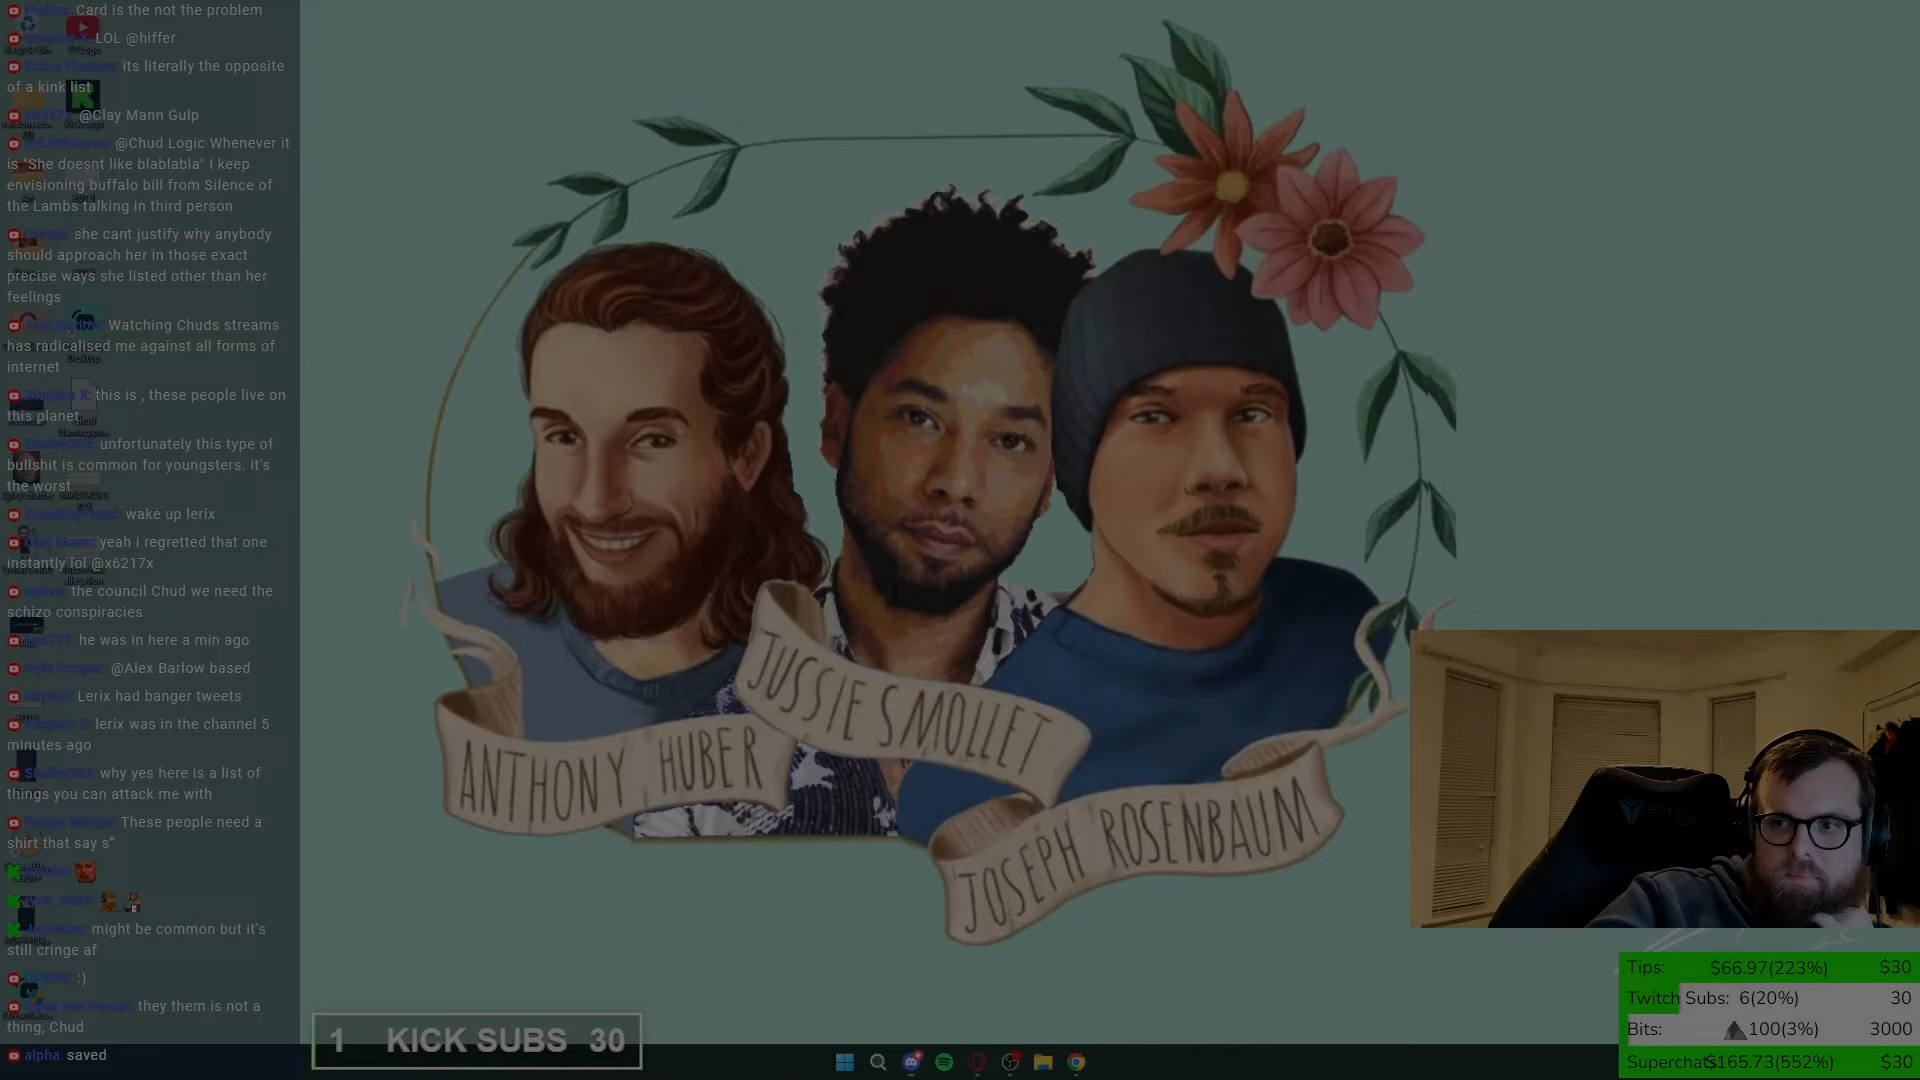 Card is the not the problem
LOL @hiffer
its literally the opposite
of a kink list
@Clay Mann Gulp
@Chud Logic Whenever it
is "She doesnt like blablabla" I keep
envisioning buffalo bill from Silence of
the Lambs talking in third person
she cant justify why anybody
should approach her in those exact
precise ways she listed other than her
feelings
Watching Chuds streams
has radicalised me against all forms of
internet
this is , these people live on
this planet
unfortunately this type of
bullshit is common for youngsters. it's
the worst
wake up lerix
yeah i regretted that one
instantly lol @x6217x
the council Chud we need the
schizo conspiracies
he was in here a min ago
@Alex Barlow based
Lerix had banger tweets
lerix was in the channel 5
minutes ago
why yes here is a list of
things you can attack me with
These people need a
shirt that say s"
might be common but it's
still cringe af
:)
they them is not a
thing, Chud
alpha: saved
ANTHONY HUBER
JUSSIE SMOLLET
JOSEPH ROSENBAUM
1 KICK SUBS 30
Tips: $66.97(223%) $30
Twitch Subs: 6(20%) 30
Bits: 100(3%) 3000
Superchats $165.73(552%) $30